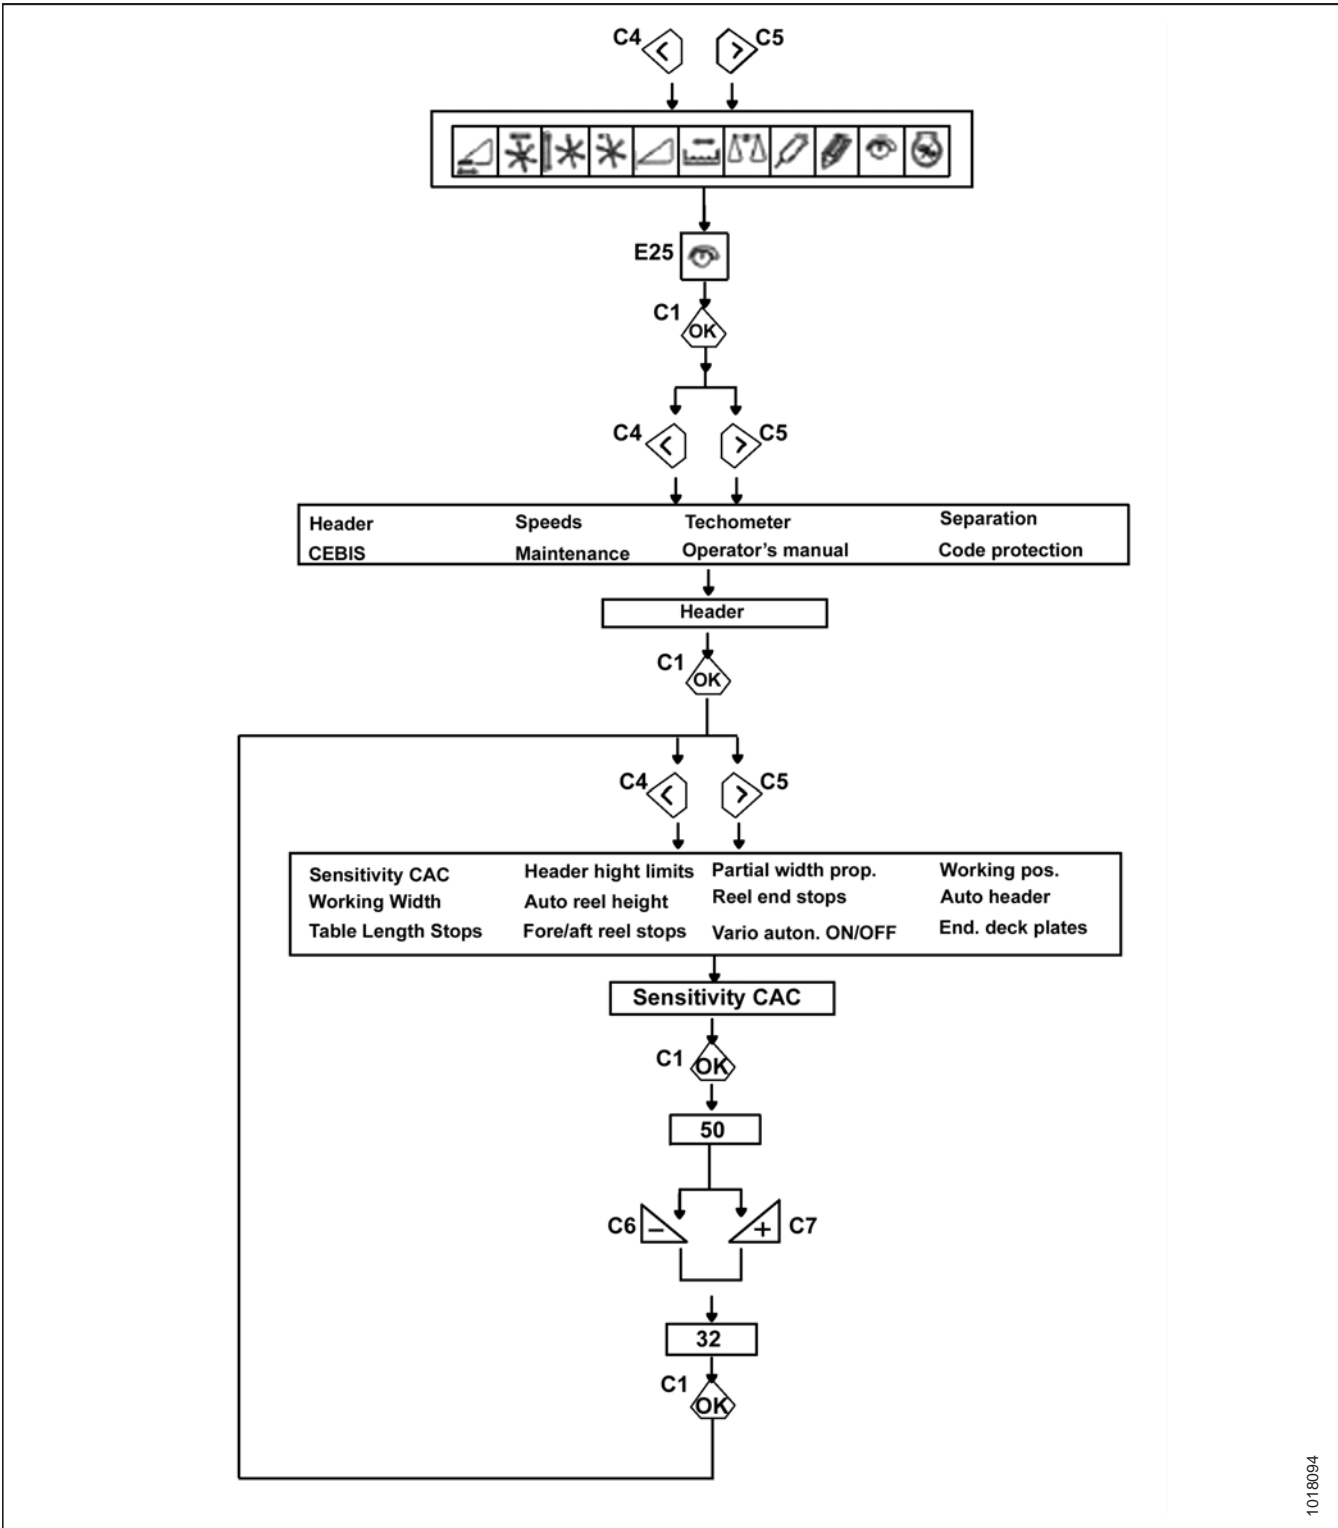 C4 < > C5
E25
C1
OK
C4 < > C5
Header Speeds Techometer Separation
CEBIS Maintenance Operator's manual Code protection
Header
C1
OK
C4 < > C5
Sensitivity CAC Header hight limits Partial width prop. Working pos.
Working Width Auto reel height Reel end stops Auto header
Table Length Stops Fore/aft reel stops Vario auton. ON/OFF End. deck plates
Sensitivity CAC
C1
OK
50
C6 − + C7
32
C1
OK
1018094